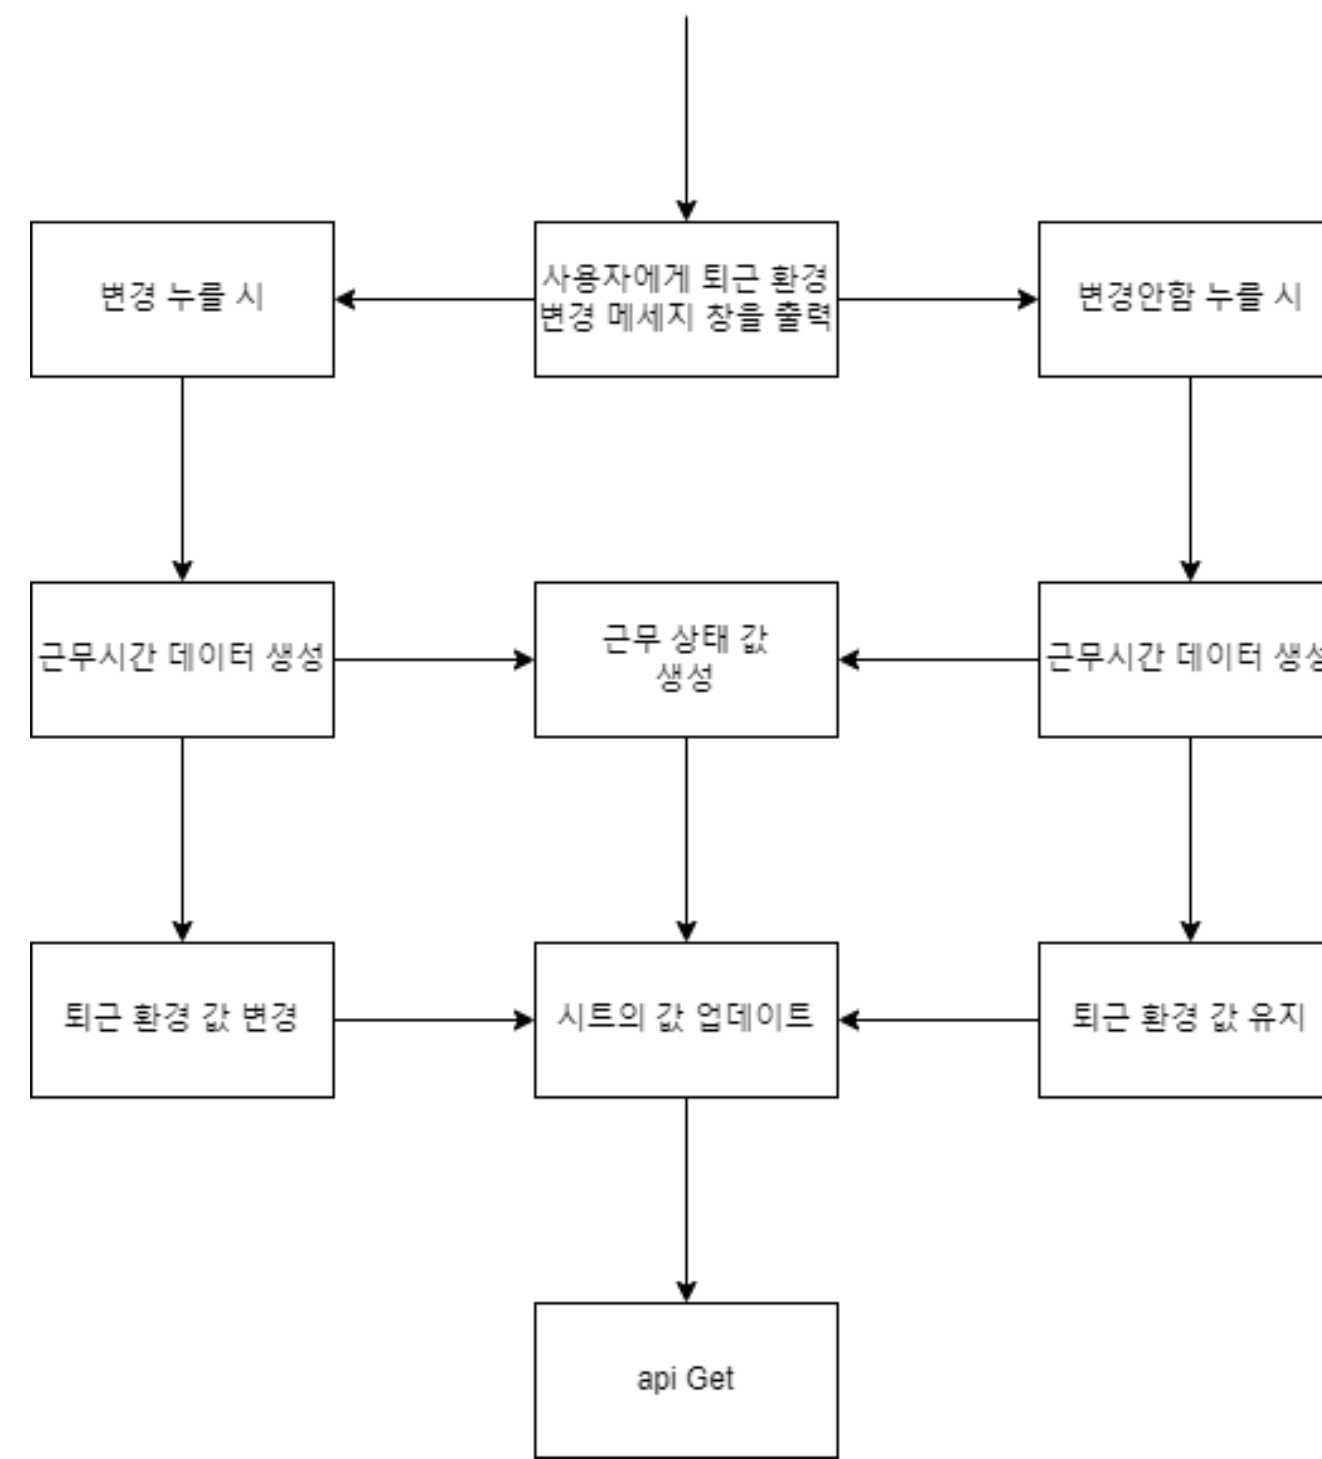 변경 누를 시
사용자에게 퇴근 환경
변경 메세지 창을 출력
변경안함 누를 시
근무시간 데이터 생성
근무 상태 값
생성
근무시간 데이터 생성
퇴근 환경 값 변경
시트의 값 업데이트
퇴근 환경 값 유지
api Get